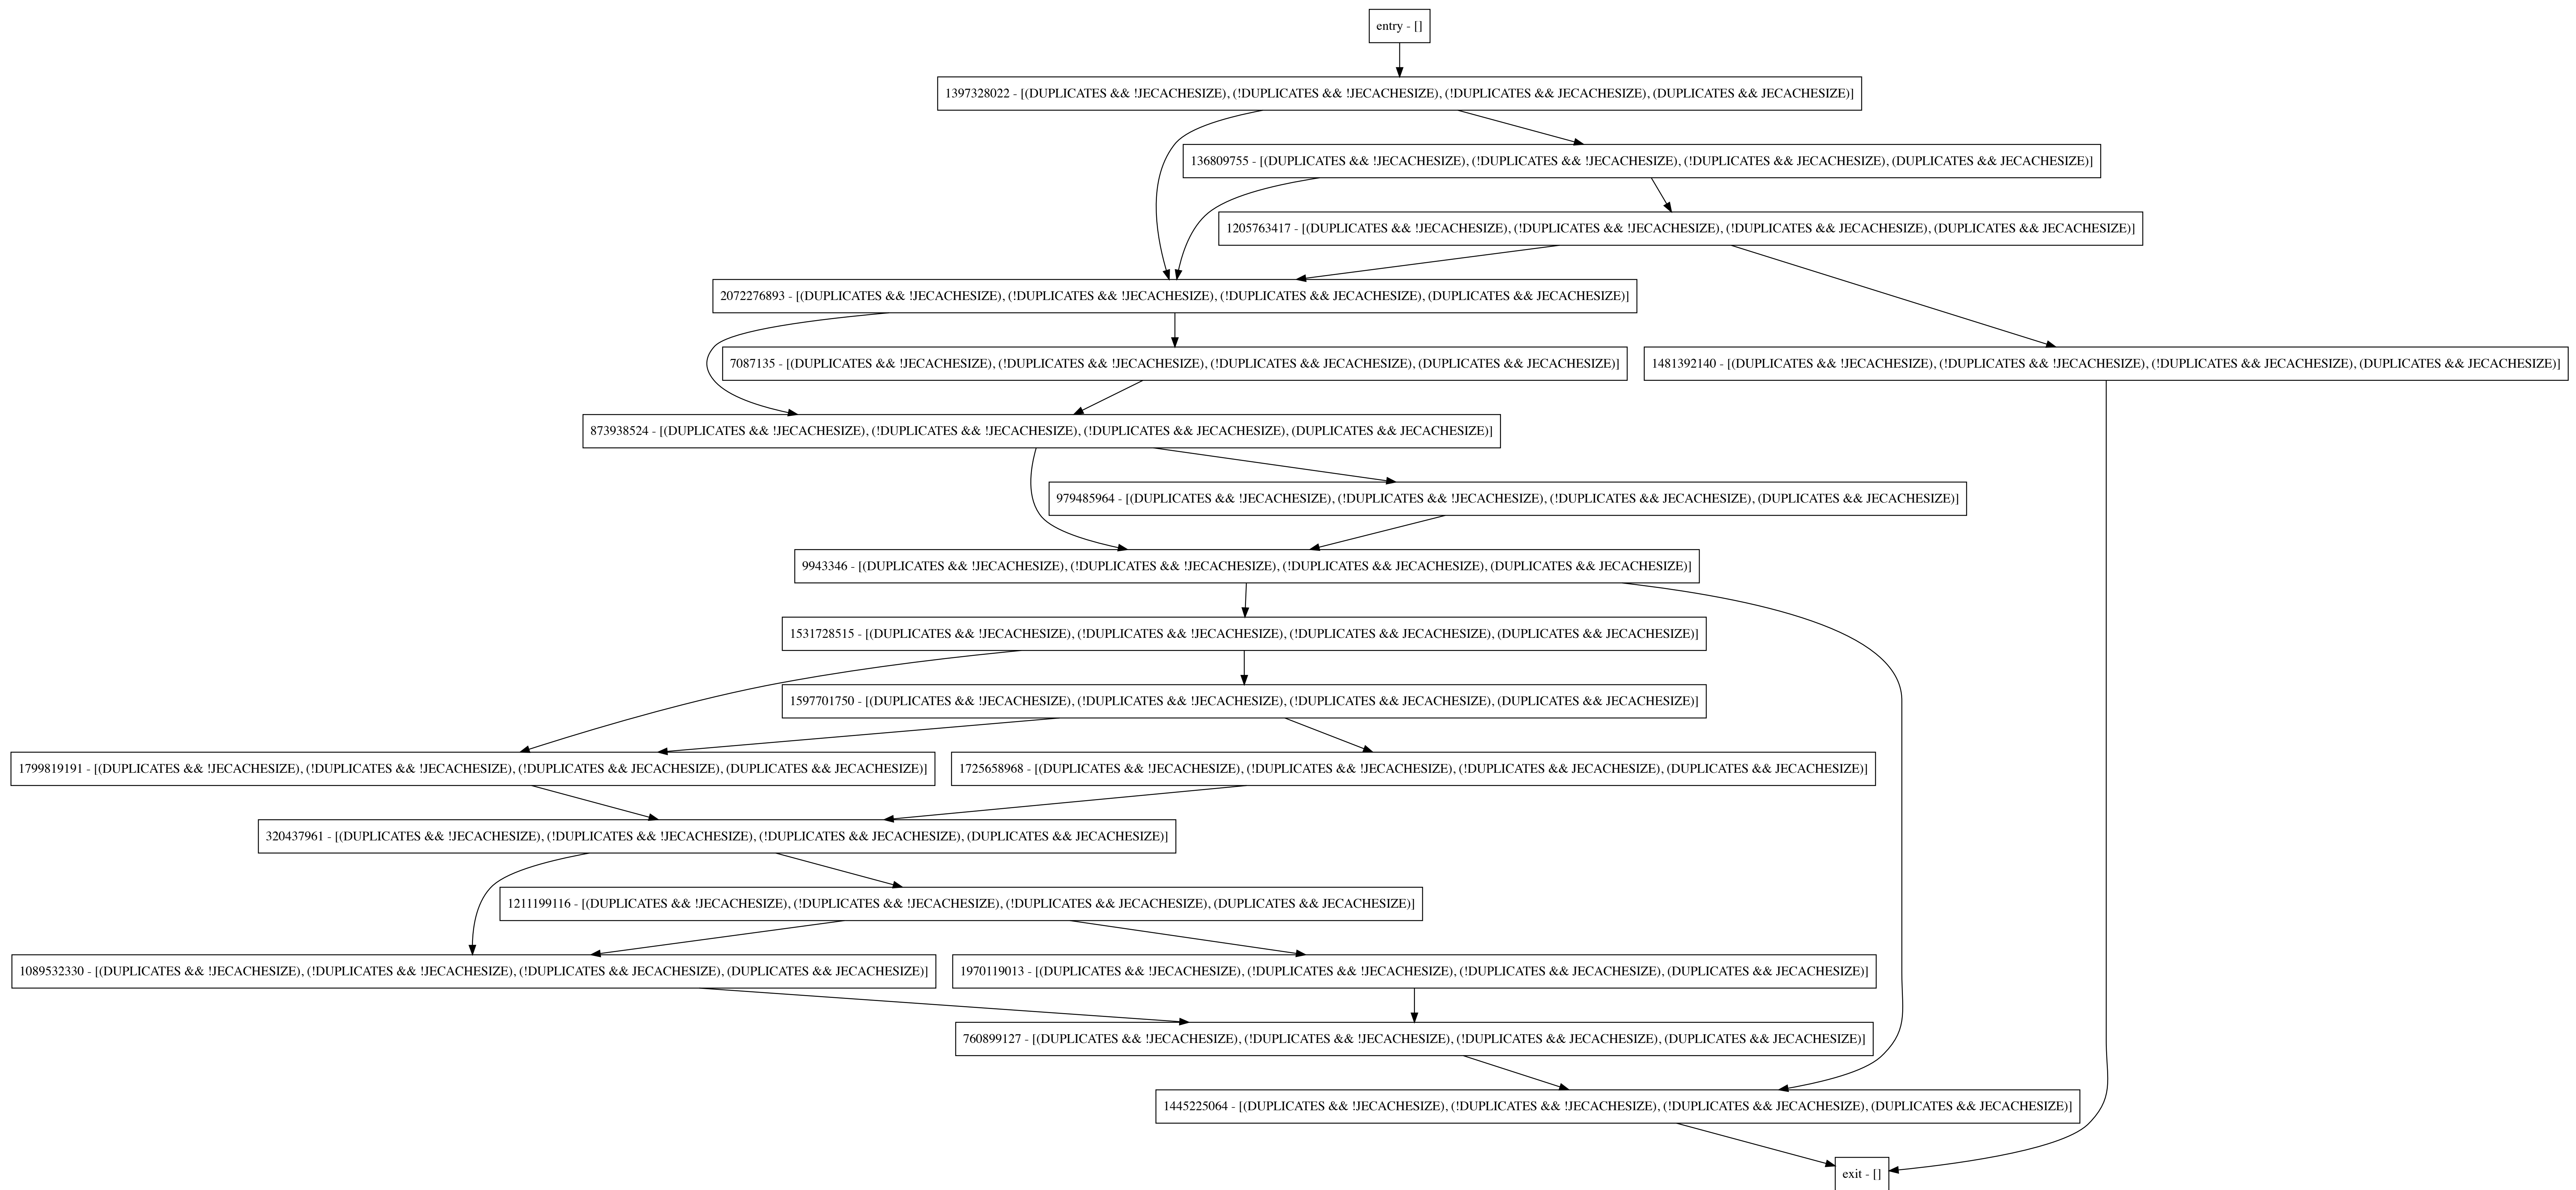 entry - []
1397328022 - [(DUPLICATES && !JECACHESIZE), (!DUPLICATES && !JECACHESIZE), (!DUPLICATES && JECACHESIZE), (DUPLICATES && JECACHESIZE)]
136809755 - [(DUPLICATES && !JECACHESIZE), (!DUPLICATES && !JECACHESIZE), (!DUPLICATES && JECACHESIZE), (DUPLICATES && JECACHESIZE)]
1205763417 - [(DUPLICATES && !JECACHESIZE), (!DUPLICATES && !JECACHESIZE), (!DUPLICATES && JECACHESIZE), (DUPLICATES && JECACHESIZE)]
2072276893 - [(DUPLICATES && !JECACHESIZE), (!DUPLICATES && !JECACHESIZE), (!DUPLICATES && JECACHESIZE), (DUPLICATES && JECACHESIZE)]
7087135 - [(DUPLICATES && !JECACHESIZE), (!DUPLICATES && !JECACHESIZE), (!DUPLICATES && JECACHESIZE), (DUPLICATES && JECACHESIZE)]
1481392140 - [(DUPLICATES && !JECACHESIZE), (!DUPLICATES && !JECACHESIZE), (!DUPLICATES && JECACHESIZE), (DUPLICATES && JECACHESIZE)]
873938524 - [(DUPLICATES && !JECACHESIZE), (!DUPLICATES && !JECACHESIZE), (!DUPLICATES && JECACHESIZE), (DUPLICATES && JECACHESIZE)]
979485964 - [(DUPLICATES && !JECACHESIZE), (!DUPLICATES && !JECACHESIZE), (!DUPLICATES && JECACHESIZE), (DUPLICATES && JECACHESIZE)]
9943346 - [(DUPLICATES && !JECACHESIZE), (!DUPLICATES && !JECACHESIZE), (!DUPLICATES && JECACHESIZE), (DUPLICATES && JECACHESIZE)]
1531728515 - [(DUPLICATES && !JECACHESIZE), (!DUPLICATES && !JECACHESIZE), (!DUPLICATES && JECACHESIZE), (DUPLICATES && JECACHESIZE)]
1597701750 - [(DUPLICATES && !JECACHESIZE), (!DUPLICATES && !JECACHESIZE), (!DUPLICATES && JECACHESIZE), (DUPLICATES && JECACHESIZE)]
1799819191 - [(DUPLICATES && !JECACHESIZE), (!DUPLICATES && !JECACHESIZE), (!DUPLICATES && JECACHESIZE), (DUPLICATES && JECACHESIZE)]
1725658968 - [(DUPLICATES && !JECACHESIZE), (!DUPLICATES && !JECACHESIZE), (!DUPLICATES && JECACHESIZE), (DUPLICATES && JECACHESIZE)]
320437961 - [(DUPLICATES && !JECACHESIZE), (!DUPLICATES && !JECACHESIZE), (!DUPLICATES && JECACHESIZE), (DUPLICATES && JECACHESIZE)]
1211199116 - [(DUPLICATES && !JECACHESIZE), (!DUPLICATES && !JECACHESIZE), (!DUPLICATES && JECACHESIZE), (DUPLICATES && JECACHESIZE)]
1089532330 - [(DUPLICATES && !JECACHESIZE), (!DUPLICATES && !JECACHESIZE), (!DUPLICATES && JECACHESIZE), (DUPLICATES && JECACHESIZE)]
1970119013 - [(DUPLICATES && !JECACHESIZE), (!DUPLICATES && !JECACHESIZE), (!DUPLICATES && JECACHESIZE), (DUPLICATES && JECACHESIZE)]
760899127 - [(DUPLICATES && !JECACHESIZE), (!DUPLICATES && !JECACHESIZE), (!DUPLICATES && JECACHESIZE), (DUPLICATES && JECACHESIZE)]
1445225064 - [(DUPLICATES && !JECACHESIZE), (!DUPLICATES && !JECACHESIZE), (!DUPLICATES && JECACHESIZE), (DUPLICATES && JECACHESIZE)]
exit - []